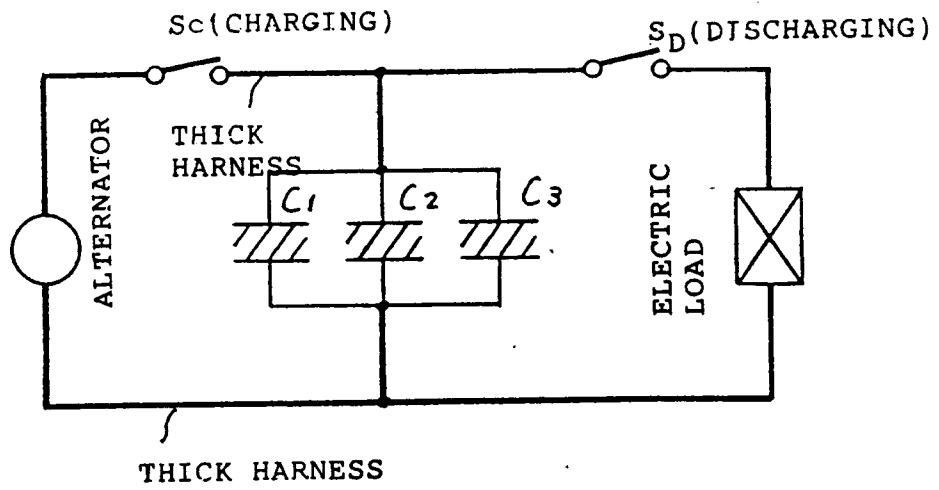 Sc(CHARGING)
SD(DISCHARGING)
THICK
HARNESS
ALTERNATOR
C1
C2
C3
ELECTRIC
LOAD
THICK HARNESS